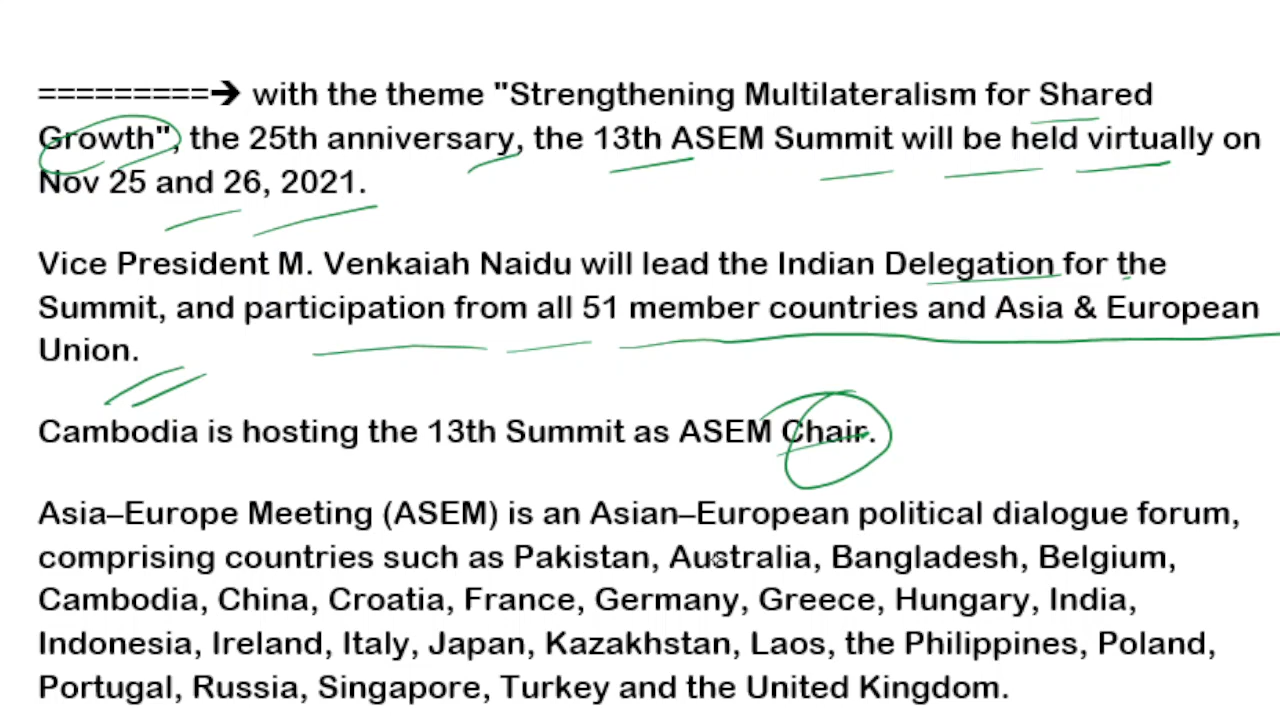 =========➔ with the theme "Strengthening Multilateralism for Shared
Growth", the 25th anniversary, the 13th ASEM Summit will be held virtually on
Nov 25 and 26, 2021.
Vice President M. Venkaiah Naidu will lead the Indian Delegation for the
Summit, and participation from all 51 member countries and Asia & European
Union.
Cambodia is hosting the 13th Summit as ASEM Chair.
Asia–Europe Meeting (ASEM) is an Asian–European political dialogue forum,
comprising countries such as Pakistan, Australia, Bangladesh, Belgium,
Cambodia, China, Croatia, France, Germany, Greece, Hungary, India,
Indonesia, Ireland, Italy, Japan, Kazakhstan, Laos, the Philippines, Poland,
Portugal, Russia, Singapore, Turkey and the United Kingdom.